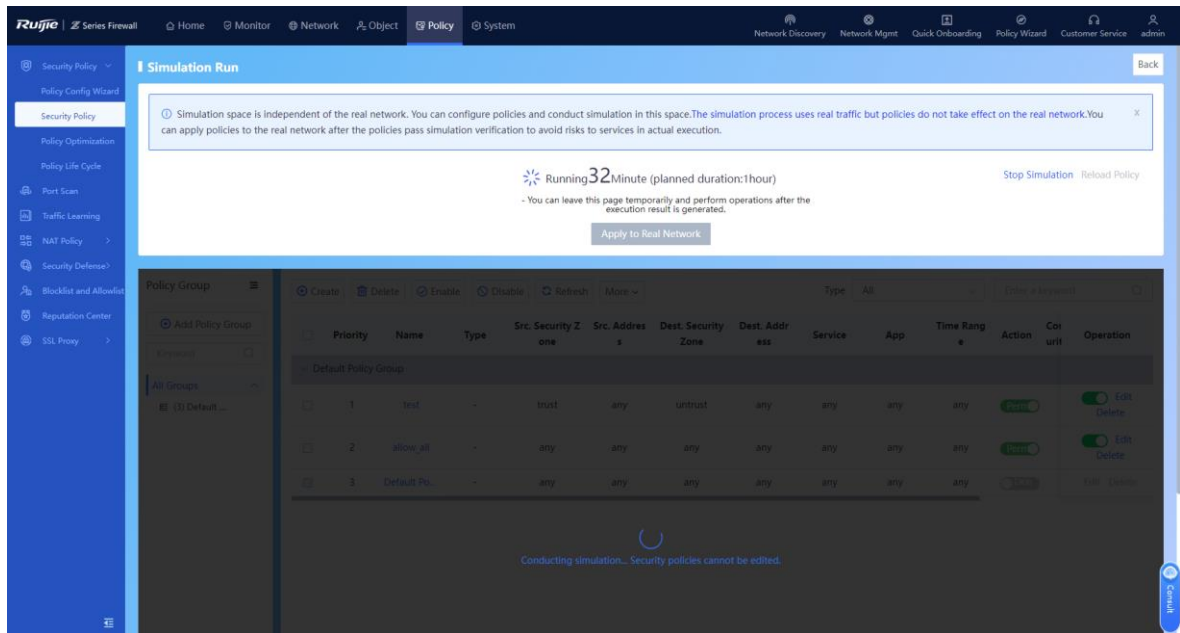 Ruijie | Z Series Firewall
Home
Monitor
Network
Object
Policy
System
Network Discovery
Network Mgmt
Quick Onboarding
Policy Wizard
Customer Service
admin
Security Policy
Policy Config Wizard
Security Policy
Policy Optimization
Policy Life Cycle
Port Scan
Traffic Learning
NAT Policy >
Security Defense>
Blocklist and Allowlist
Reputation Center
SSL Proxy >
Simulation Run
Back
Simulation space is independent of the real network. You can configure policies and conduct simulation in this space.The simulation process uses real traffic but policies do not take effect on the real network.You
can apply policies to the real network after the policies pass simulation verification to avoid risks to services in actual execution.
X
Running32Minute (planned duration:1hour)
Stop Simulation Reload Policy
- You can leave this page temporarily and perform operations after the
execution result is generated.
Apply to Real Network
Policy Group
Create
Delete
Enable
Disable
Refresh
More
Type
All
Add Policy Group
Keyword
All Groups
(3) Default ...
Priority Name Type Src. Security Z Src. Addres Dest. Security Dest. Addr Service App Time Rang Action Operation
one s Zone ess e
Default Policy Group
1 test - trust any untrust any any any any Permit Edit
Delete
2 allow_all - any any any any any any any Permit Edit
Delete
3 Default Po... - any any any any any any any Edit Delete
Conducting simulation... Security policies cannot be edited.
Consult